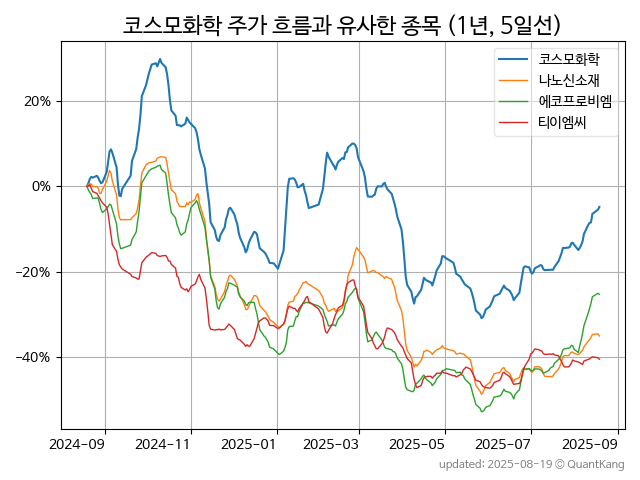 코스모화학 주가 흐름과 유사한 종목 (1년, 5일선)
코스모화학
나노신소재
에코프로비엠
티이엠씨
20%
0%
−20%
−40%
2024-09 2024-11 2025-01 2025-03 2025-05 2025-07 2025-09
updated: 2025-08-19 © QuantKang